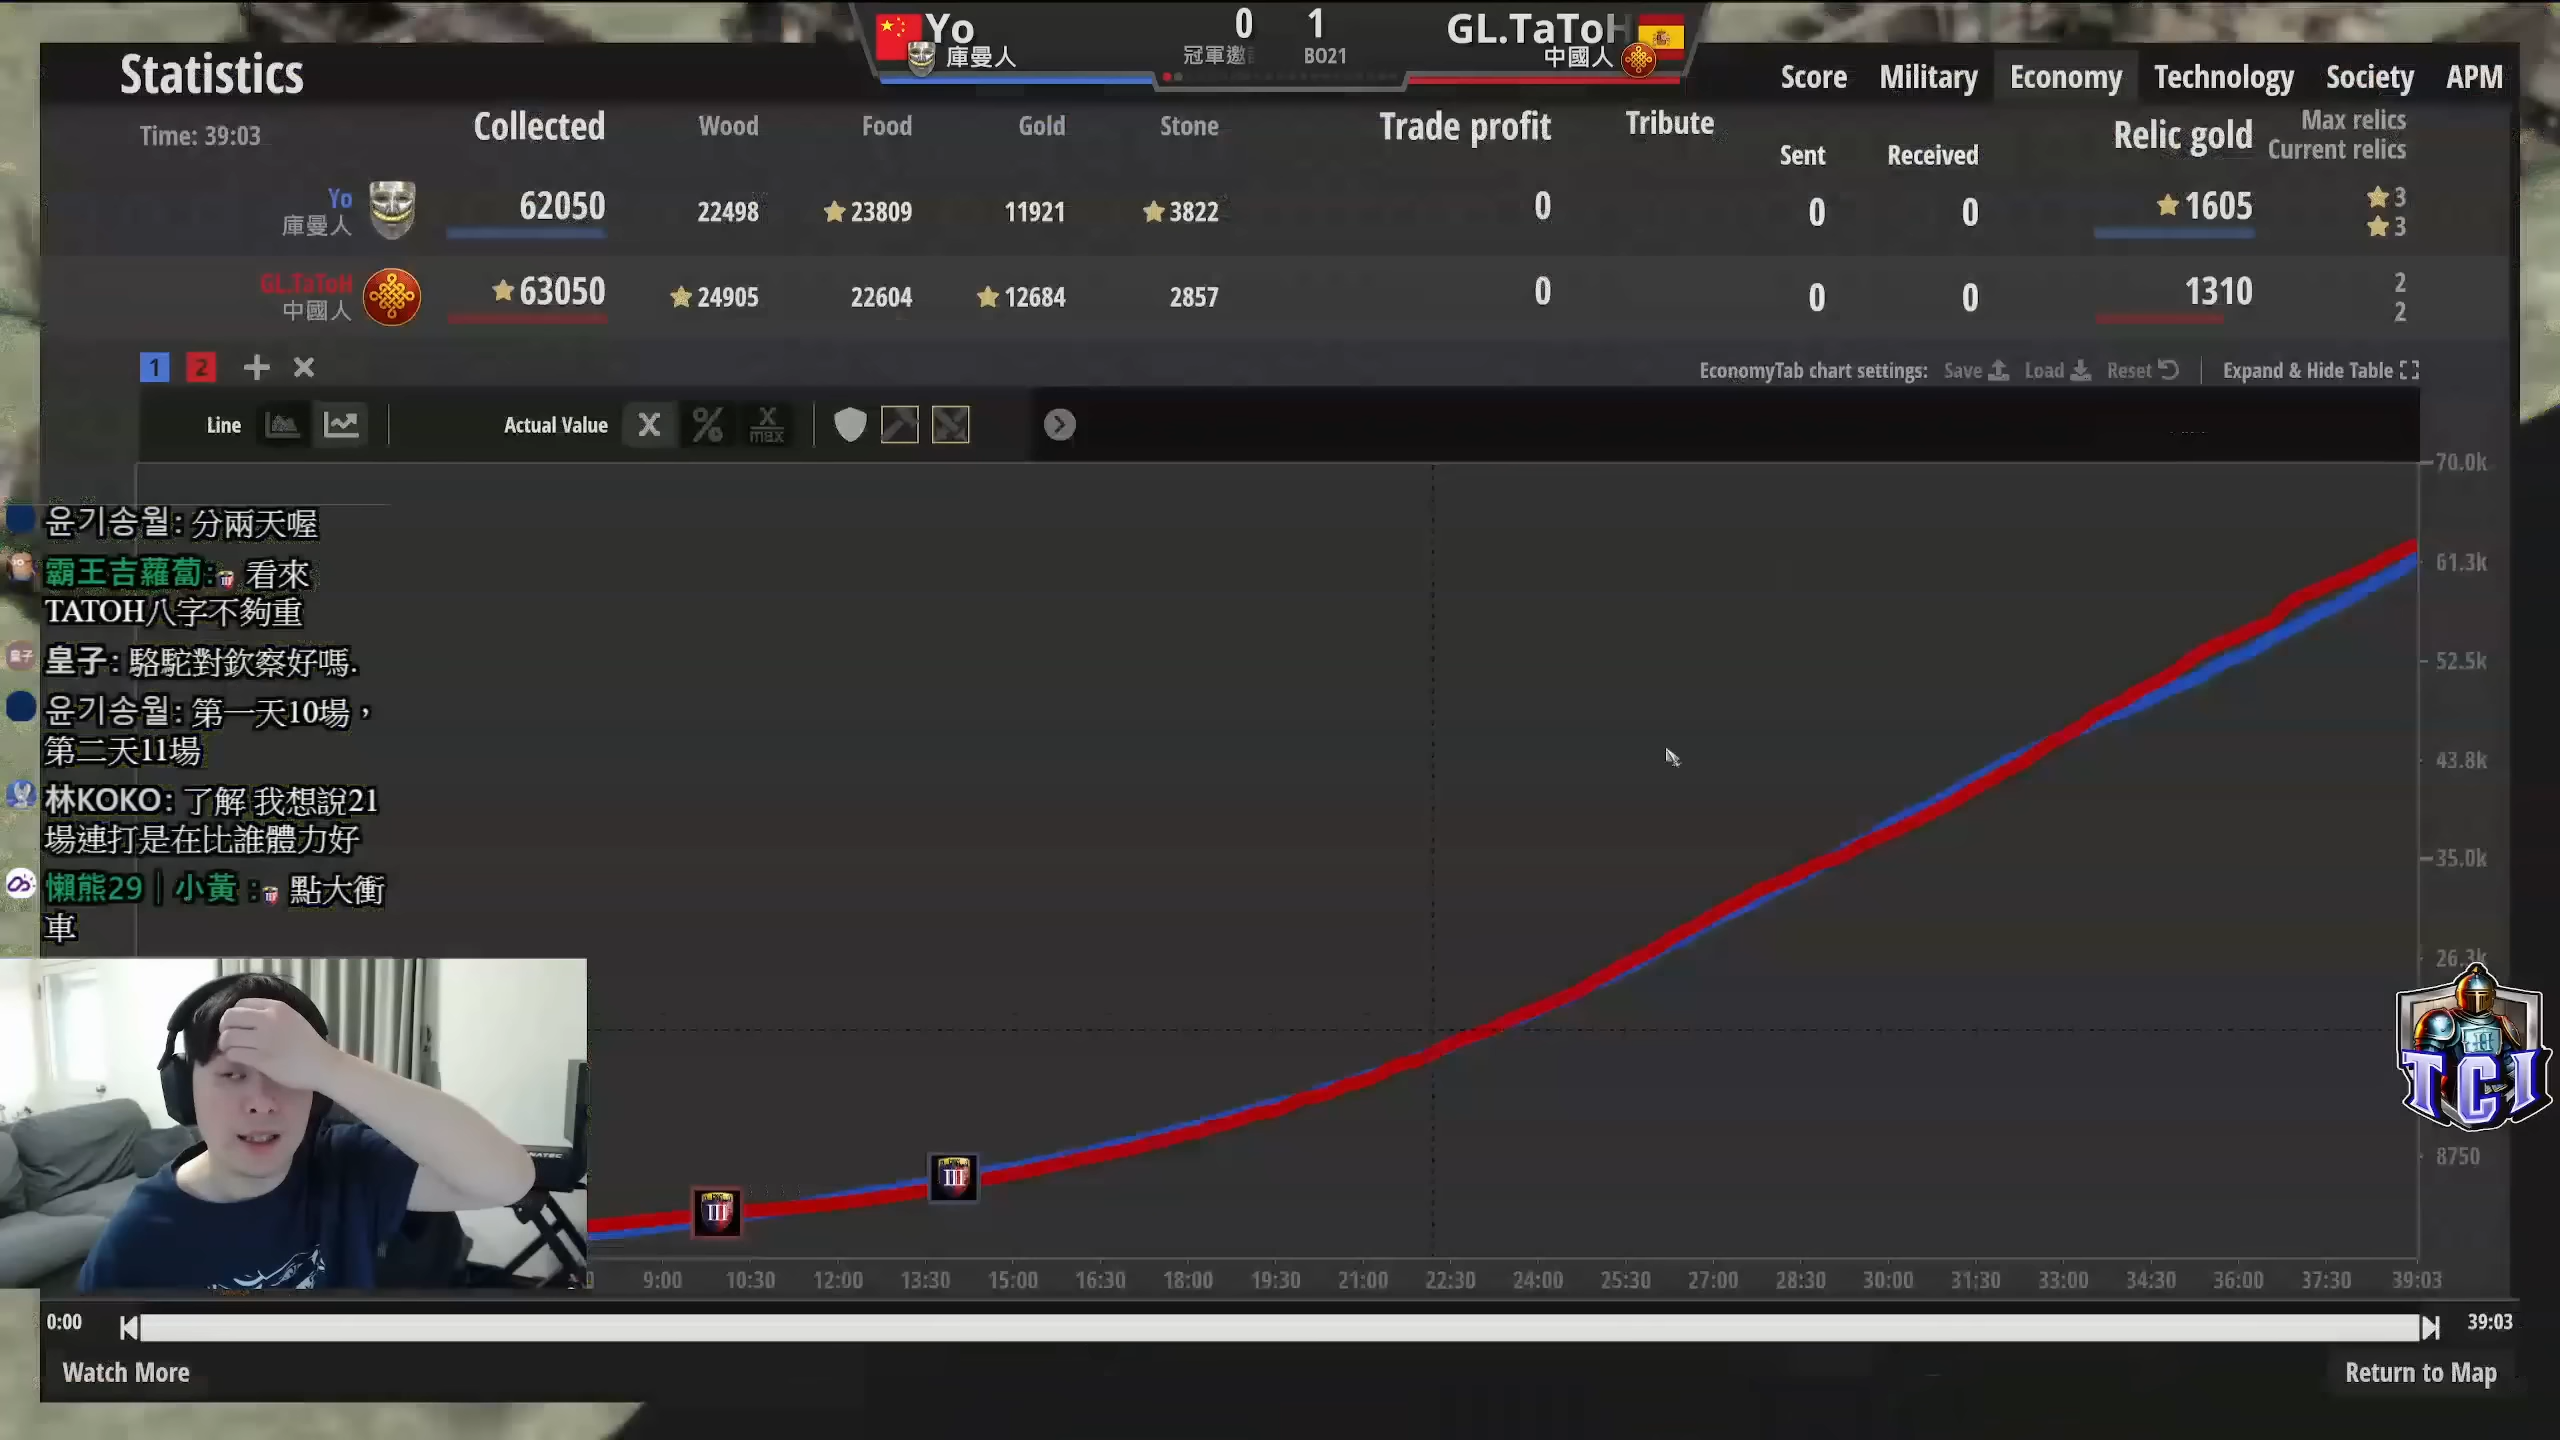 Yo
0
1
GL.TaToH
庫曼人
冠軍邀
BO21
中國人
Statistics
Score
Military
Economy
Technology
Society
APM
Time: 39:03
Collected
Wood
Food
Gold
Stone
Trade profit
Tribute
Sent
Received
Relic gold
Max relics
Current relics
Yo
庫曼人
62050
22498
23809
11921
3822
0
0
0
1605
3
3
GL.TaToH
中國人
63050
24905
22604
12684
2857
0
0
0
1310
2
2
1
2
EconomyTab chart settings:
Save
Load
Reset
Expand & Hide Table
Line
Actual Value
X
%
X
max
70.0k
61.3k
52.5k
43.8k
35.0k
26.3k
8750
윤기송월: 分兩天喔
霸王吉蘿蔔: 看來
TATOH八字不夠重
皇子: 駱駝對欽察好嗎.
윤기송월: 第一天10場，
第二天11場
林KOKO: 了解 我想說21
場連打是在比誰體力好
懶熊29｜小黃 : 點大衝
車
III
III
TCI
9:00
10:30
12:00
13:30
15:00
16:30
18:00
19:30
21:00
22:30
24:00
25:30
27:00
28:30
30:00
31:30
33:00
34:30
36:00
37:30
39:03
0:00
39:03
Watch More
Return to Map